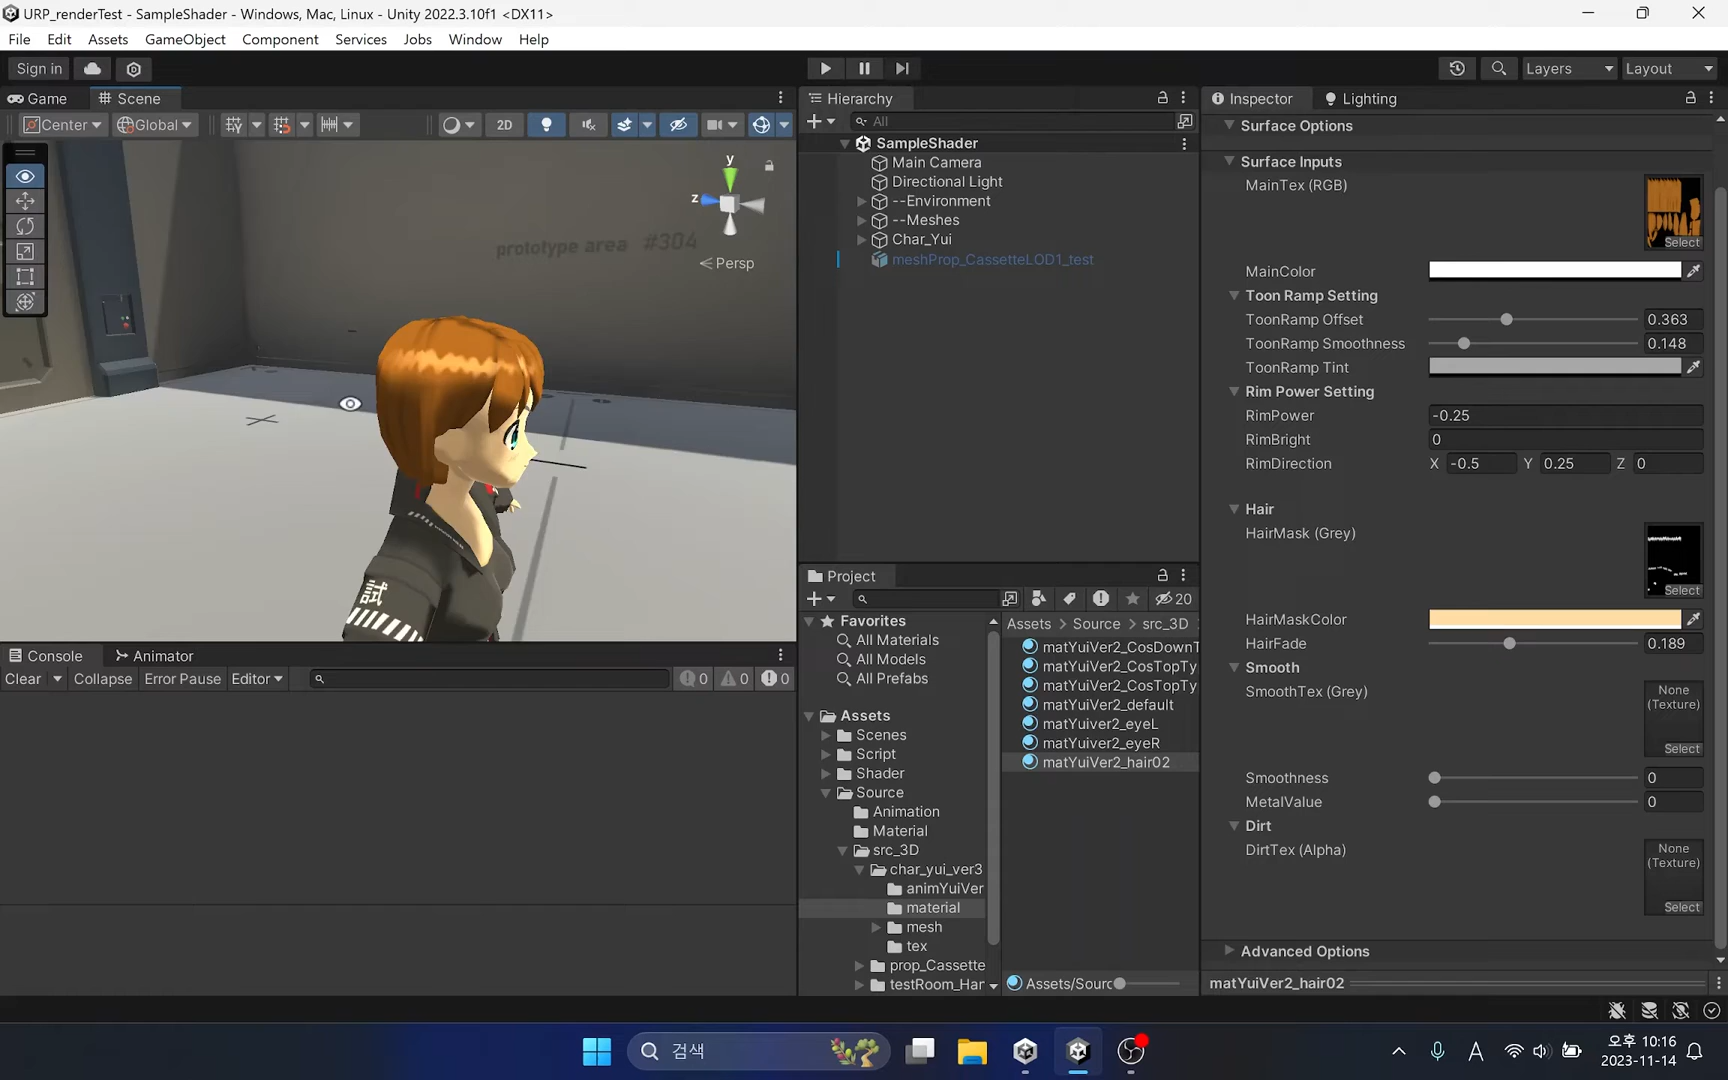 URP_renderTest - SampleShader - Windows, Mac, Linux - Unity 2022.3.10f1 <DX11>
File Edit Assets GameObject Component Services Jobs Window Help
Sign in
Layers Layout
Game Scene
Center Global 2D
prototype area #304
y
z
< Persp
試
Hierarchy
All
SampleShader
Main Camera
Directional Light
--Environment
--Meshes
Char_Yui
meshProp_CassetteLOD1_test
Console Animator
Clear Collapse Error Pause Editor 0 0 0
Project
20
Favorites
All Materials
All Models
All Prefabs
Assets
Scenes
Script
Shader
Source
Animation
Material
src_3D
char_yui_ver3
animYuiVer
material
mesh
tex
prop_Cassette
testRoom_Har
Assets > Source > src_3D
matYuiVer2_CosDownT
matYuiVer2_CosTopTy
matYuiVer2_CosTopTy
matYuiVer2_default
matYuiver2_eyeL
matYuiver2_eyeR
matYuiVer2_hair02
Assets/Sourc
Inspector Lighting
Surface Options
Surface Inputs
MainTex (RGB)
Select
MainColor
Toon Ramp Setting
ToonRamp Offset 0.363
ToonRamp Smoothness 0.148
ToonRamp Tint
Rim Power Setting
RimPower -0.25
RimBright 0
RimDirection X -0.5 Y 0.25 Z 0
Hair
HairMask (Grey)
Select
HairMaskColor
HairFade 0.189
Smooth
SmoothTex (Grey)
None
(Texture)
Select
Smoothness 0
MetalValue 0
Dirt
DirtTex (Alpha)
None
(Texture)
Select
Advanced Options
matYuiVer2_hair02
검색
A
오후 10:16
2023-11-14